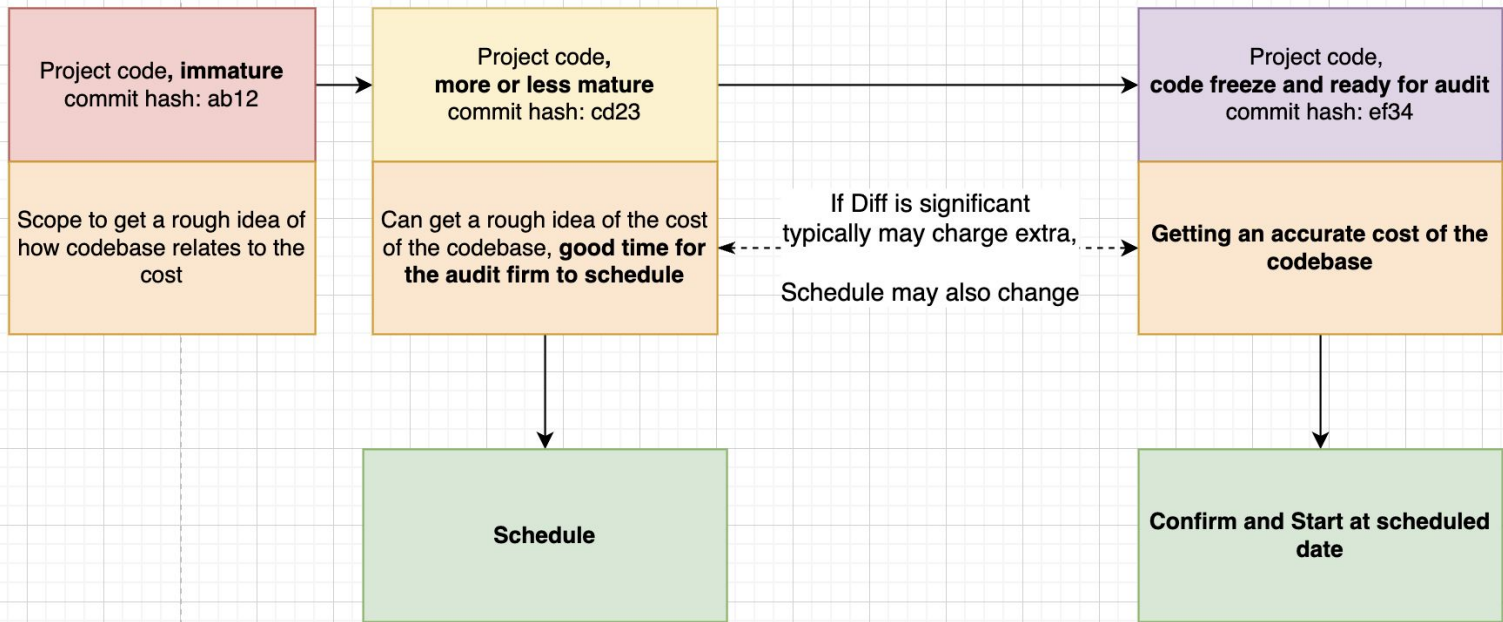 Project code, immature
commit hash: ab12
Project code,
more or less mature
commit hash: cd23
Project code,
code freeze and ready for audit
commit hash: ef34
Scope to get a rough idea of
how codebase relates to the
cost
Can get a rough idea of the cost
of the codebase, good time for
the audit firm to schedule
If Diff is significant
typically may charge extra,
Schedule may also change
Getting an accurate cost of the
codebase
Schedule
Confirm and Start at scheduled
date